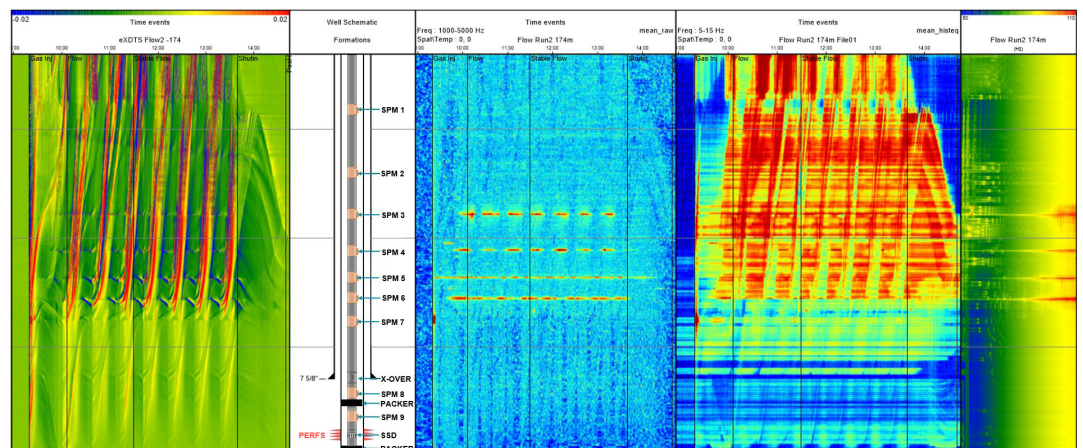 -0.02
0.02
Time events
eXDTS Flow2 -174
0:00
10:00
11:00
12:00
13:00
Gas Inj
Flow
Stable Flow
Shutin
Well Schematic
Formations
7 5/8"
SPM 1
SPM 2
SPM 3
SPM 4
SPM 5
SPM 6
SPM 7
X-OVER
SPM 8
PACKER
SPM 9
PERFS
SSD
PACKER
Time events
Freq : 1000-5000 Hz
mean_raw
Spat\Temp : 0, 0
Flow Run2 174m
0:00
10:00
11:00
12:00
13:00
Gas Inj
Flow
Stable Flow
Shutin
Time events
Freq : 5-15 Hz
mean_histeq
Spat\Temp : 0, 0
Flow Run2 174m File01
0:00
10:00
11:00
12:00
13:00
Gas Inj
Flow
Stable Flow
Shutin
110
Flow Run2 174m
(Hz)